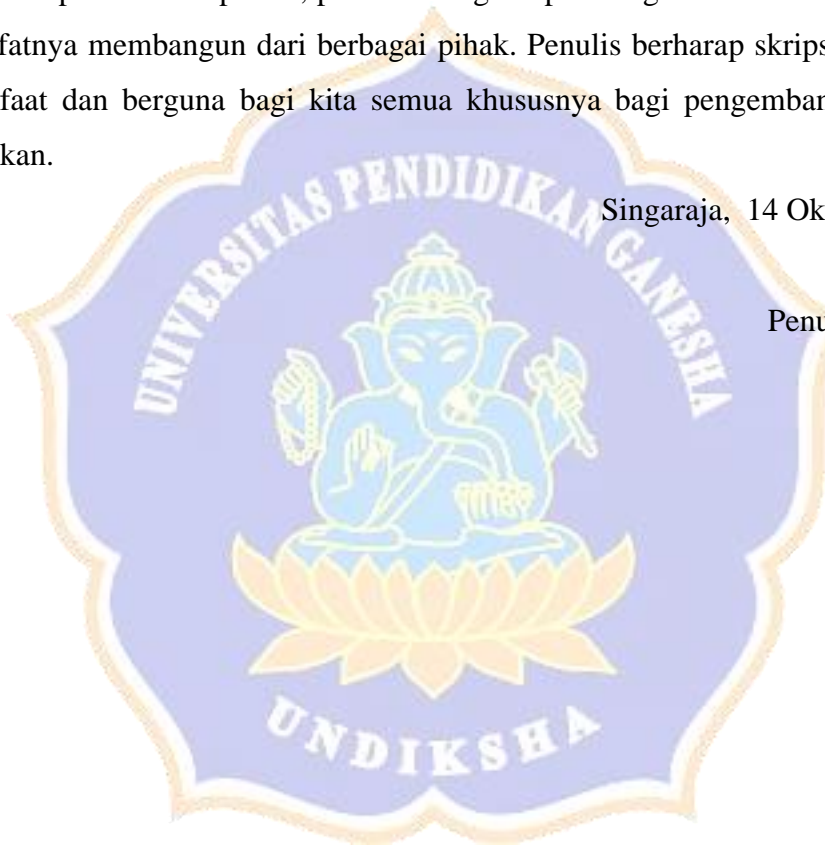 fatnya membangun dari berbagai pihak. Penulis berharap skrips
faat dan berguna bagi kita semua khususnya bagi pengemban
kan.
Singaraja, 14 Ok
Penu
UNIVERSITAS PENDIDIKAN GANESHA
UNDIKSHA